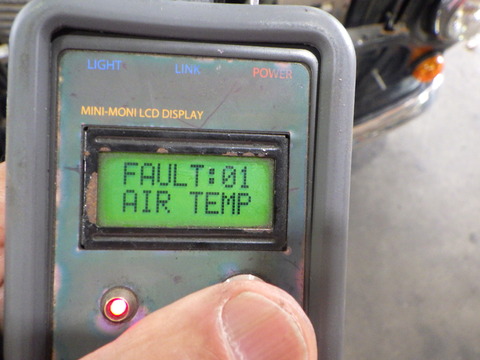 LIGHT LINK POWER
MINI-MONI LCD DISPLAY
FAULT:01
AIR TEMP